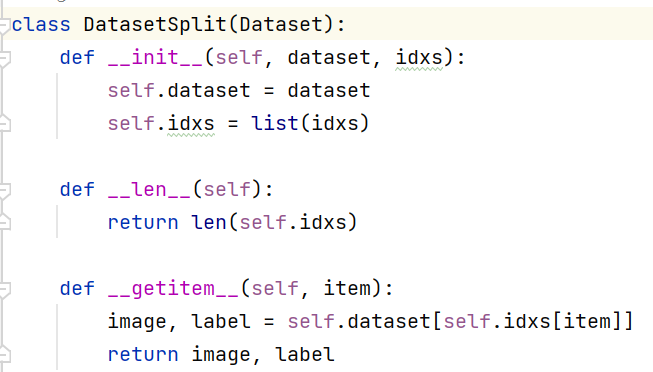 class DatasetSplit(Dataset):
    def __init__(self, dataset, idxs):
        self.dataset = dataset
        self.idxs = list(idxs)

    def __len__(self):
        return len(self.idxs)

    def __getitem__(self, item):
        image, label = self.dataset[self.idxs[item]]
        return image, label